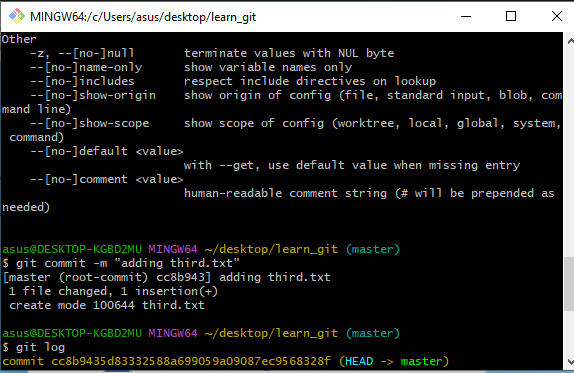 MINGW64:/c/Users/asus/desktop/learn_git
Other
    -z, --[no-]null       terminate values with NUL byte
    --[no-]name-only      show variable names only
    --[no-]includes       respect include directives on lookup
    --[no-]show-origin    show origin of config (file, standard input, blob, com
mand line)
    --[no-]show-scope     show scope of config (worktree, local, global, system,
 command)
    --[no-]default <value>
                          with --get, use default value when missing entry
    --[no-]comment <value>
                          human-readable comment string (# will be prepended as
needed)
asus@DESKTOP-KGBD2MU MINGW64 ~/desktop/learn_git (master)
$ git commit -m "adding third.txt"
[master (root-commit) cc8b943] adding third.txt
 1 file changed, 1 insertion(+)
 create mode 100644 third.txt
asus@DESKTOP-KGBD2MU MINGW64 ~/desktop/learn_git (master)
$ git log
commit cc8b9435d83332588a699059a09087ec9568328f (HEAD -> master)